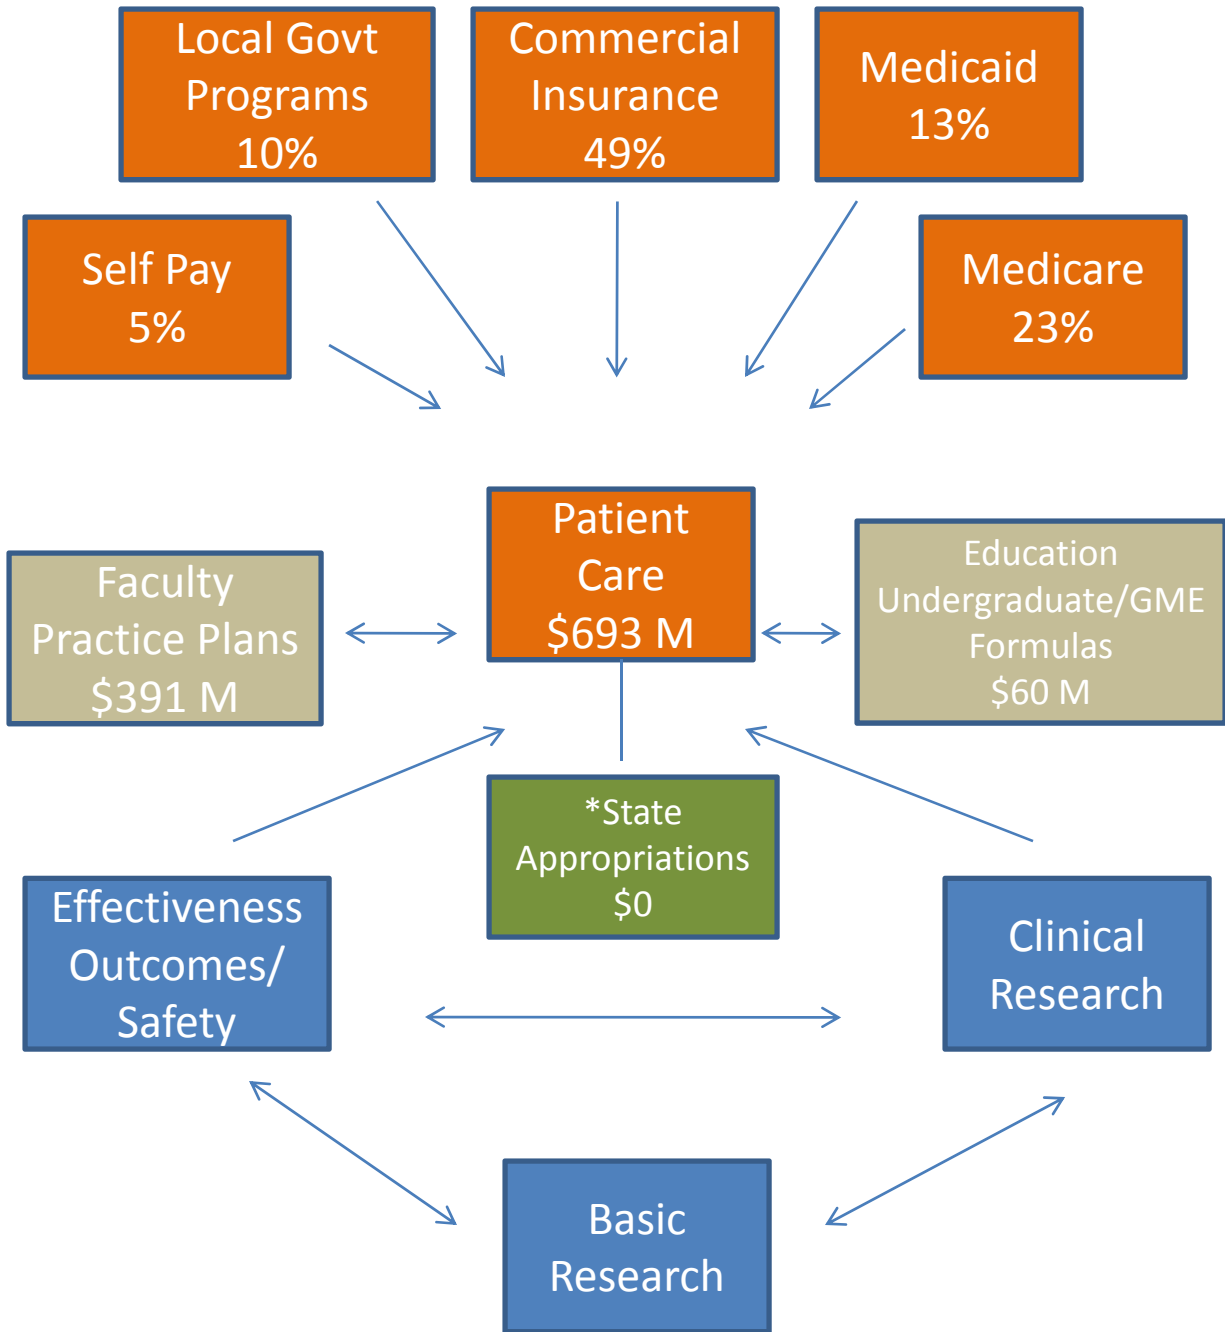 Local Govt
Programs
10%
Commercial
Insurance
49%
Medicaid
13%
Self Pay
5%
Medicare
23%
Patient
Care
$693 M
Faculty
Practice Plans
$391 M
Education
Undergraduate/GME
Formulas
$60 M
*State
Appropriations
$0
Effectiveness
Outcomes/
Safety
Clinical
Research
Basic
Research